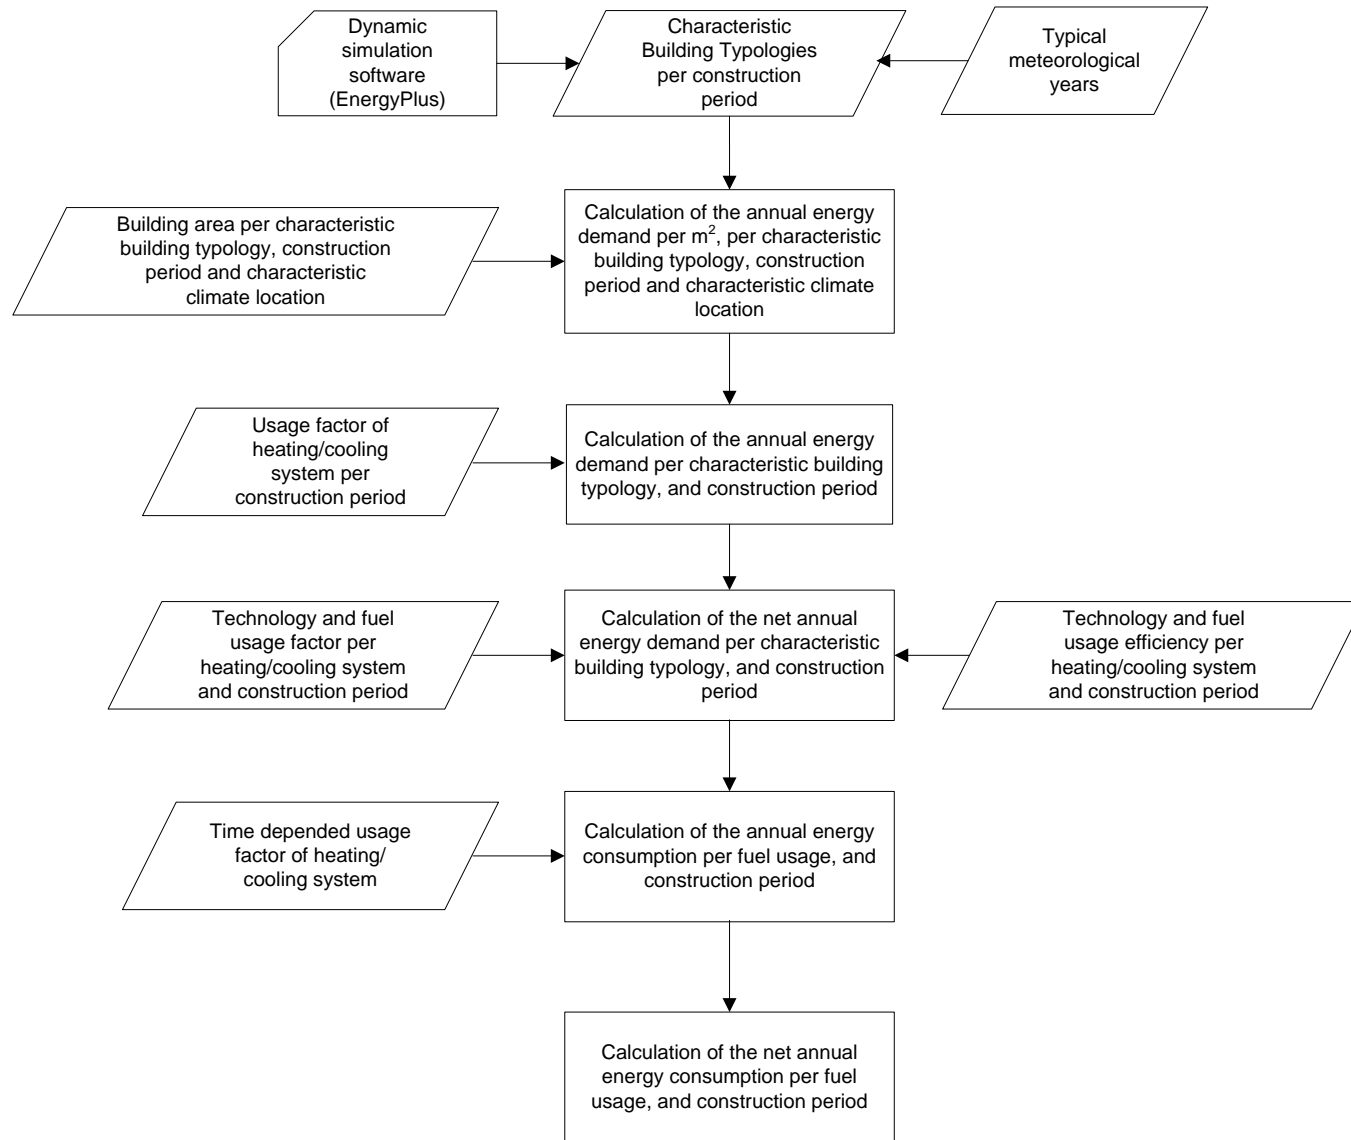 Dynamic
simulation
software
(EnergyPlus)
Characteristic
Building Typologies
per construction
period
Typical
meteorological
years
Building area per characteristic
building typology, construction
period and characteristic
climate location
Calculation of the annual energy
demand per m², per characteristic
building typology, construction
period and characteristic climate
location
Usage factor of
heating/cooling
system per
construction period
Calculation of the annual energy
demand per characteristic building
typology, and construction period
Technology and fuel
usage factor per
heating/cooling system
and construction period
Calculation of the net annual
energy demand per characteristic
building typology, and construction
period
Technology and fuel
usage efficiency per
heating/cooling system
and construction period
Time depended usage
factor of heating/
cooling system
Calculation of the annual energy
consumption per fuel usage, and
construction period
Calculation of the net annual
energy consumption per fuel
usage, and construction period